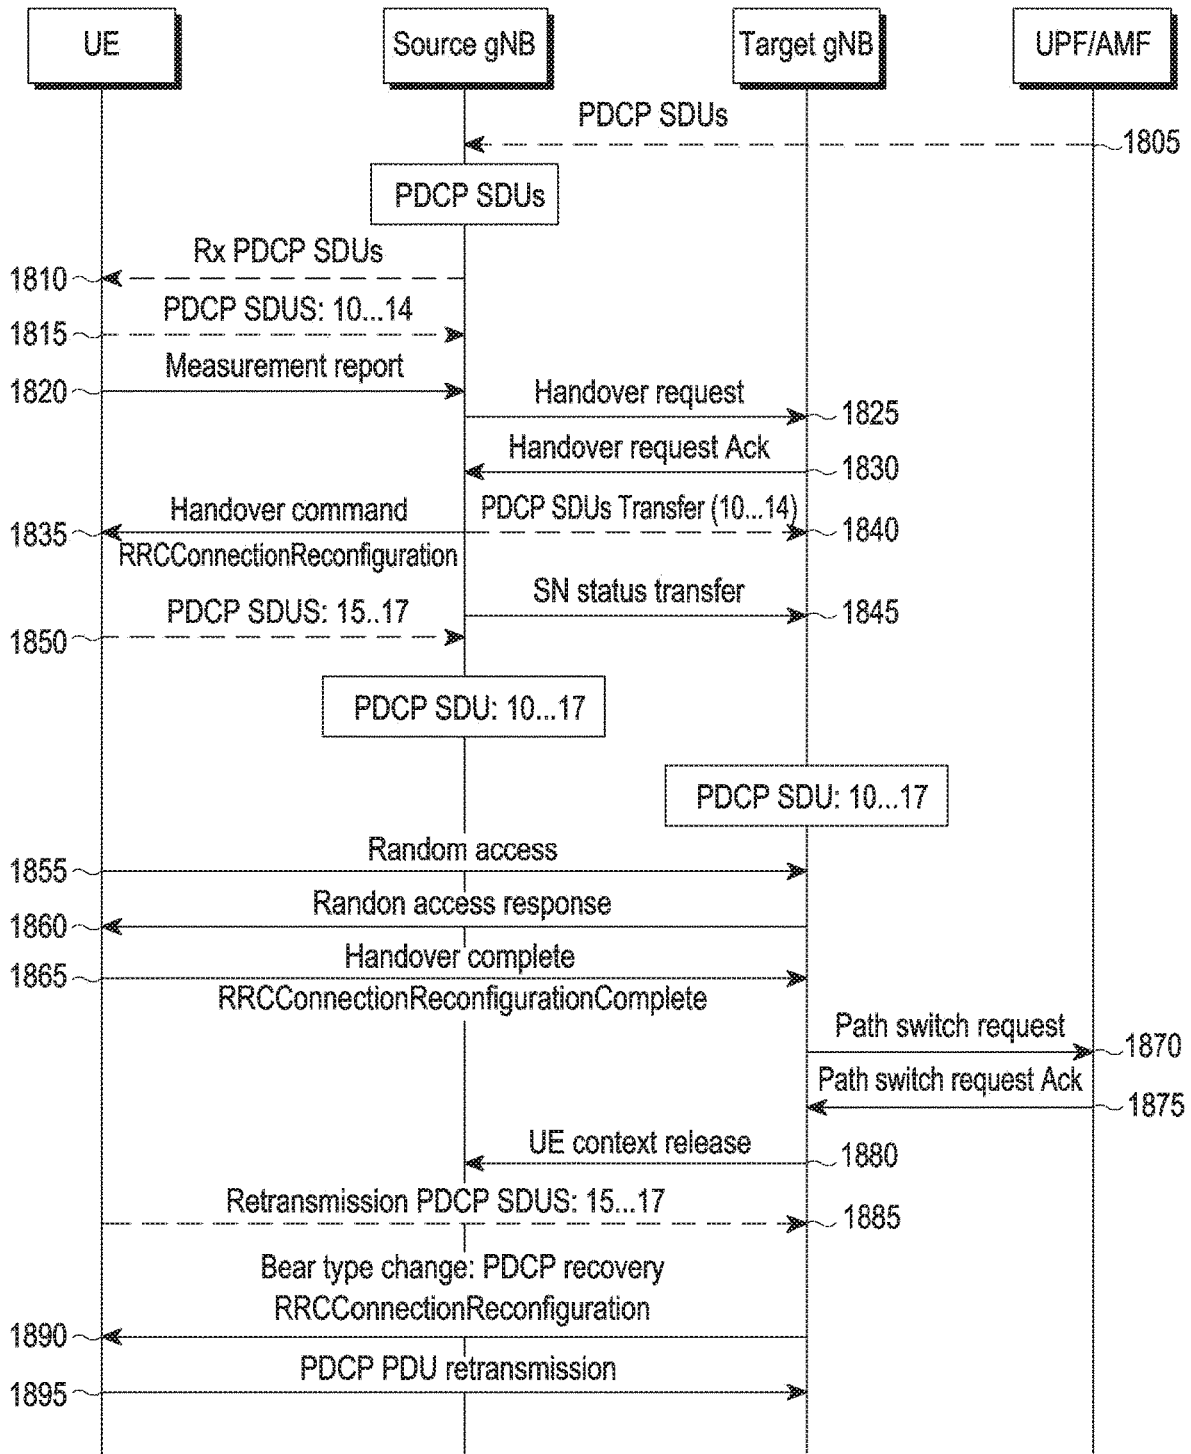 UE
Source gNB
Target gNB
UPF/AMF
PDCP SDUs
1805
PDCP SDUs
Rx PDCP SDUs
1810
PDCP SDUS: 10...14
1815
Measurement report
1820
Handover request
1825
Handover request Ack
1830
Handover command
PDCP SDUs Transfer (10...14)
1835
1840
RRCConnectionReconfiguration
SN status transfer
PDCP SDUS: 15..17
1845
1850
PDCP SDU: 10...17
PDCP SDU: 10...17
Random access
1855
Randon access response
1860
Handover complete
1865
RRCConnectionReconfigurationComplete
Path switch request
1870
Path switch request Ack
1875
UE context release
1880
Retransmission PDCP SDUS: 15...17
1885
Bear type change: PDCP recovery
RRCConnectionReconfiguration
1890
PDCP PDU retransmission
1895